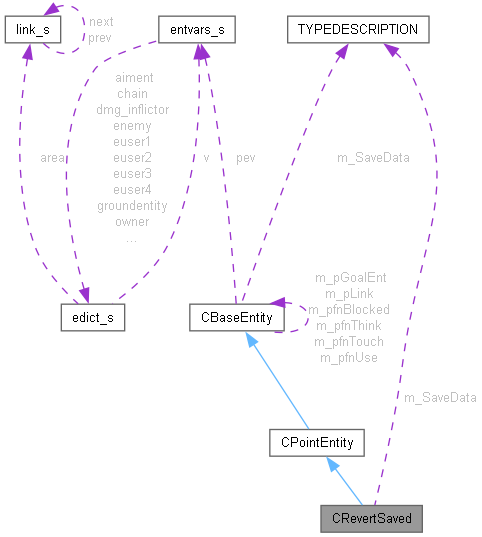 next
prev
link_s
entvars_s
TYPEDESCRIPTION
aiment
chain
dmg_inflictor
enemy
euser1
euser2
euser3
euser4
groundentity
owner
...
area
v
pev
m_SaveData
m_pGoalEnt
m_pLink
m_pfnBlocked
m_pfnThink
m_pfnTouch
m_pfnUse
edict_s
CBaseEntity
m_SaveData
CPointEntity
CRevertSaved